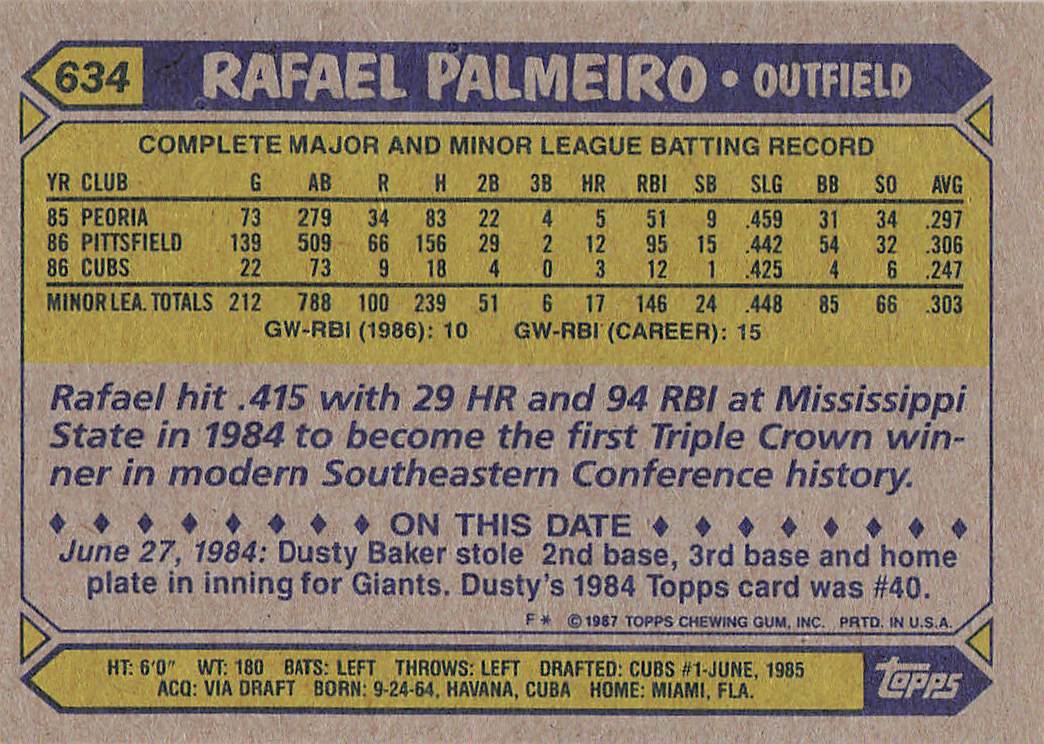 634 RAFAEL PALMEIRO • OUTFIELD
COMPLETE MAJOR AND MINOR LEAGUE BATTING RECORD
YR CLUB G AB R H 2B 3B HR RBI SB SLG BB SO AVG
85 PEORIA 73 279 34 83 22 4 5 51 9 .459 31 34 .297
86 PITTSFIELD 139 509 66 156 29 2 12 95 15 .442 54 32 .306
86 CUBS 22 73 9 18 4 0 3 12 1 .425 4 6 .247
MINOR LEA. TOTALS 212 788 100 239 51 6 17 146 24 .448 85 66 .303
GW-RBI (1986): 10 GW-RBI (CAREER): 15
Rafael hit .415 with 29 HR and 94 RBI at Mississippi
State in 1984 to become the first Triple Crown win-
ner in modern Southeastern Conference history.
♦ ♦ ♦ ♦ ♦ ♦ ♦ ♦ ON THIS DATE ♦ ♦ ♦ ♦ ♦ ♦ ♦ ♦
June 27, 1984: Dusty Baker stole 2nd base, 3rd base and home
plate in inning for Giants. Dusty's 1984 Topps card was #40.
F* © 1987 TOPPS CHEWING GUM, INC. PRTD. IN U.S.A.
HT: 6'0" WT: 180 BATS: LEFT THROWS: LEFT DRAFTED: CUBS #1-JUNE, 1985
ACQ: VIA DRAFT BORN: 9-24-64, HAVANA, CUBA HOME: MIAMI, FLA.
Topps